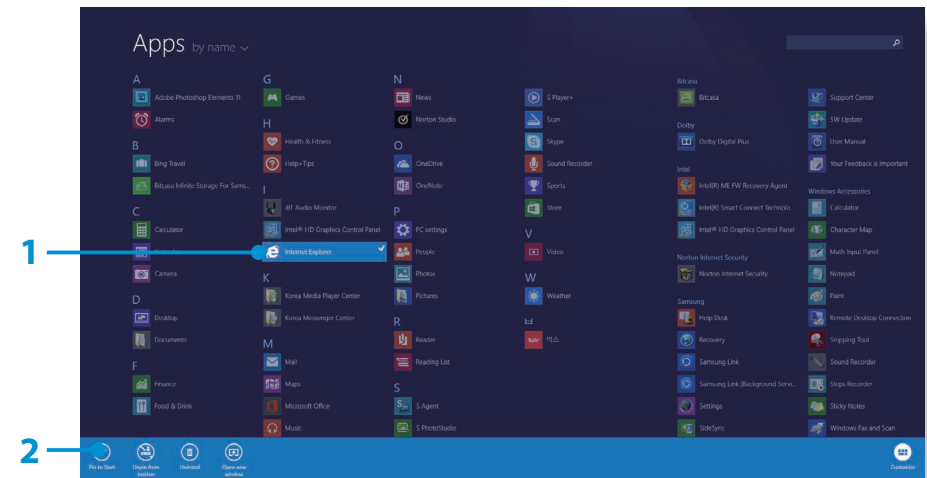 Apps by name
A
Adobe Photoshop Elements 11
Alarms
B
Bing Travel
Bitcasa Infinite Storage For Sams...
C
Calculator
Camera
D
Desktop
Documents
F
Finance
Food & Drink
G
Games
H
Health & Fitness
Help+Tips
I
iBT Audio Monitor
Intel® HD Graphics Control Panel
1
Internet Explorer
K
Korea Media Player Center
Korea Messenger Center
M
Mail
Maps
Microsoft Office
Music
N
News
Norton Studio
O
OneDrive
OneNote
P
PC settings
People
Photos
Pictures
R
Reader
Reading List
S
S Agent
S PhotoStudio
S Player+
Scan
Skype
Sound Recorder
Sports
Store
V
Video
W
Weather
ㅂ
벅스
Bitcasa
Bitcasa
Dolby
Dolby Digital Plus
Intel
Intel(R) ME FW Recovery Agent
Intel(R) Smart Connect Technolo...
Intel® HD Graphics Control Panel
Norton Internet Security
Norton Internet Security
Samsung
Help Desk
Recovery
Samsung Link
Samsung Link (Background Serve...
Settings
SideSync
Support Center
SW Update
User Manual
Your Feedback is Important
Windows Accessories
Calculator
Character Map
Math Input Panel
Notepad
Paint
Remote Desktop Connection
Snipping Tool
Sound Recorder
Steps Recorder
Sticky Notes
Windows Fax and Scan
2
Pin to Start
Unpin from
taskbar
Uninstall
Open new
window
Customize